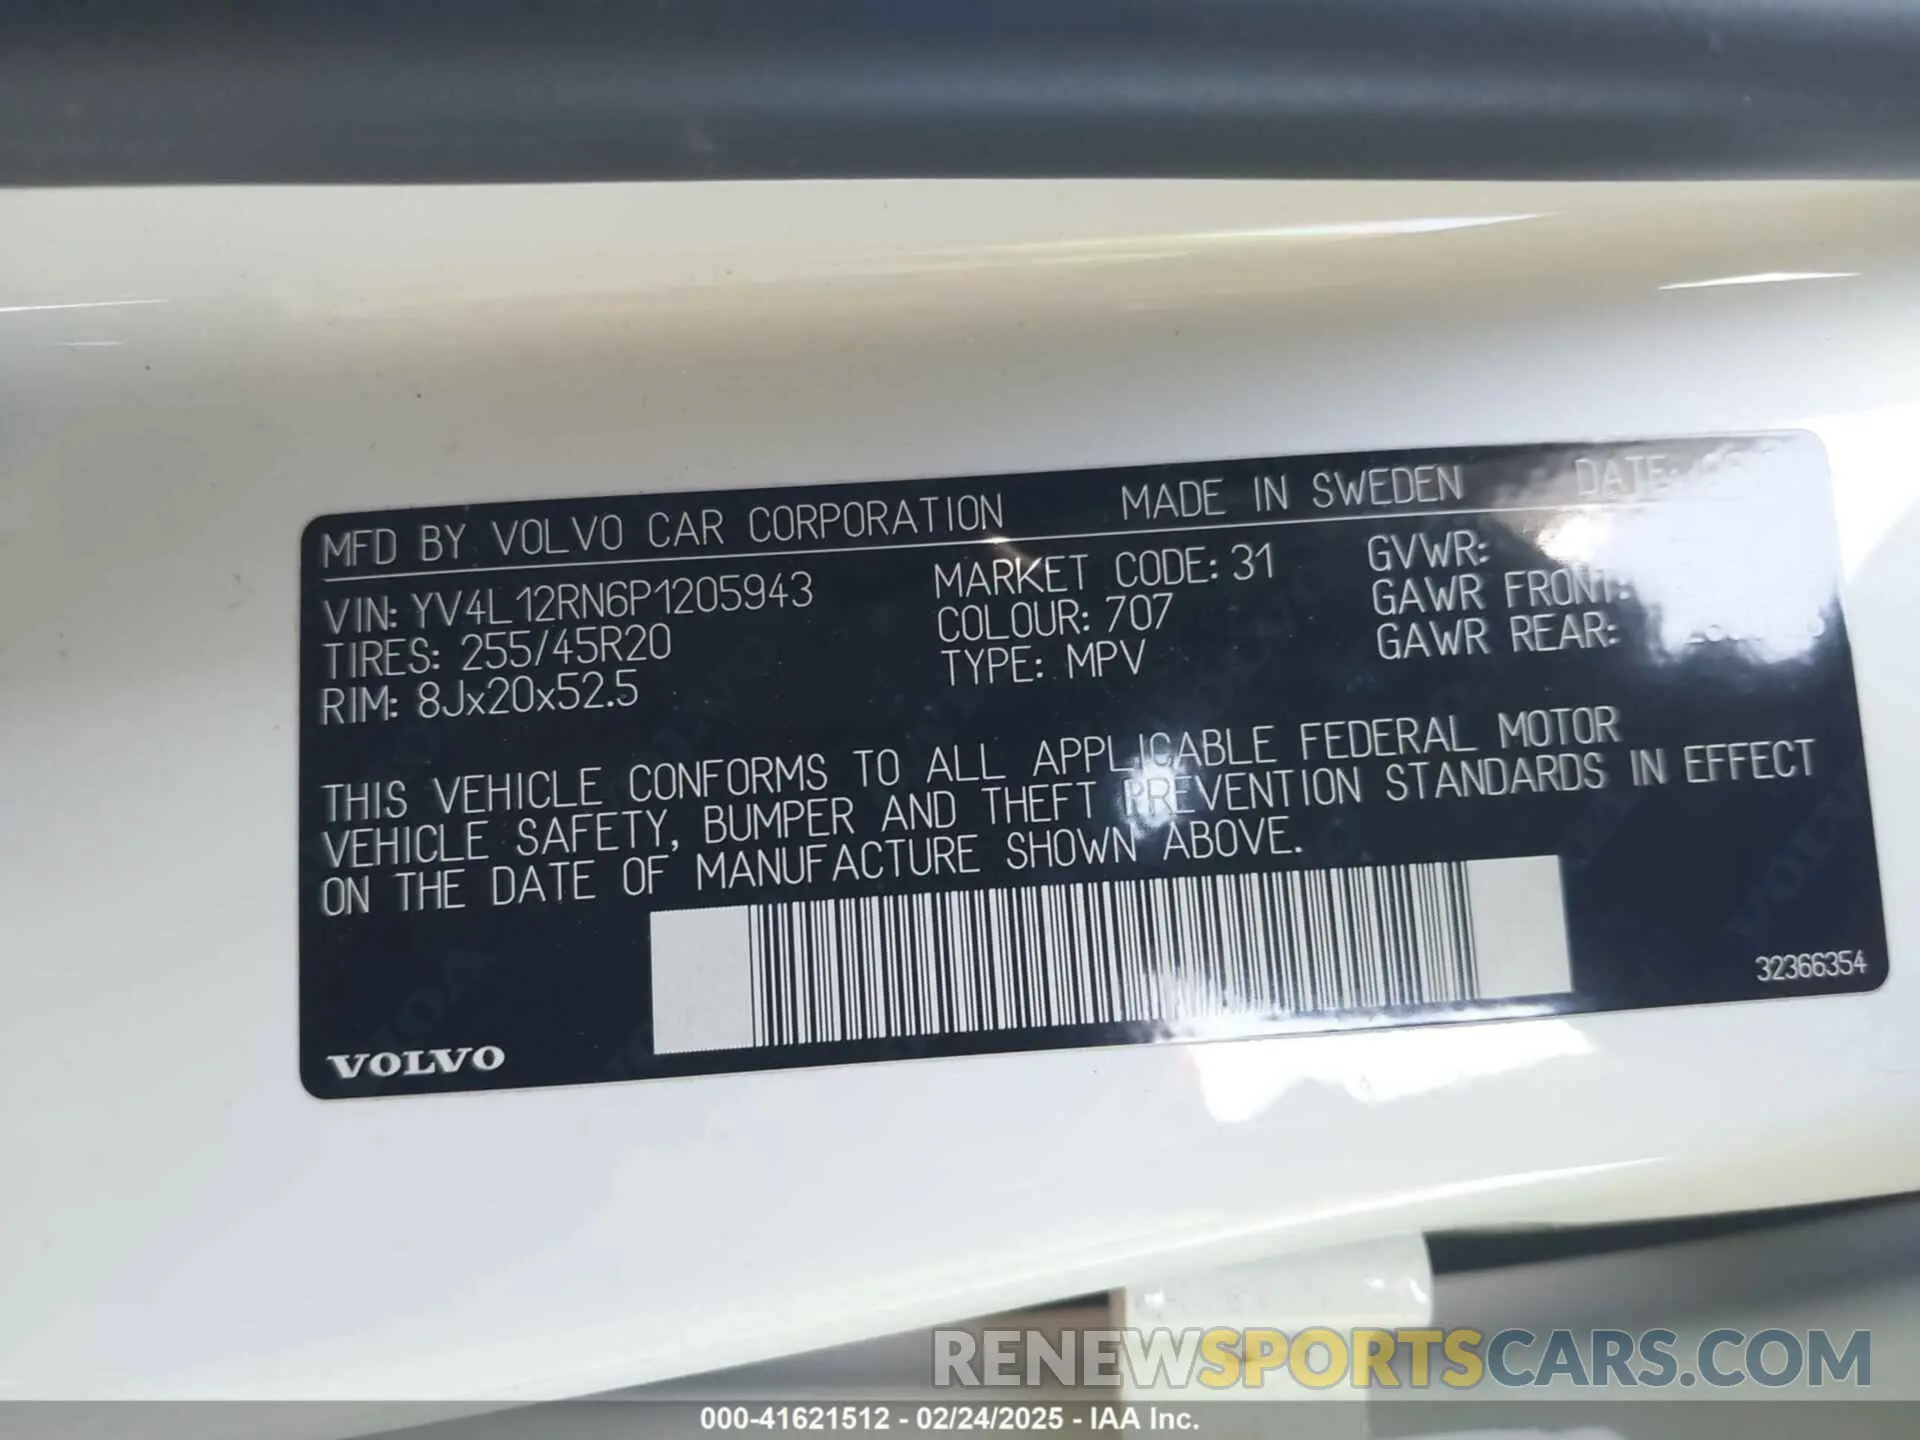 MFD BY VOLVO CAR CORPORATION MADE IN SWEDEN DATE:
VIN: YV4L12RN6P1205943 MARKET CODE: 31 GVWR:
TIRES: 255/45R20 COLOUR: 707 GAWR FRONT:
RIM: 8Jx20x52.5 TYPE: MPV GAWR REAR:
THIS VEHICLE CONFORMS TO ALL APPLICABLE FEDERAL MOTOR
VEHICLE SAFETY, BUMPER AND THEFT PREVENTION STANDARDS IN EFFECT
ON THE DATE OF MANUFACTURE SHOWN ABOVE.
32366354
VOLVO
RENEWSPORTSCARS.COM
000-41621512 - 02/24/2025 - IAA Inc.